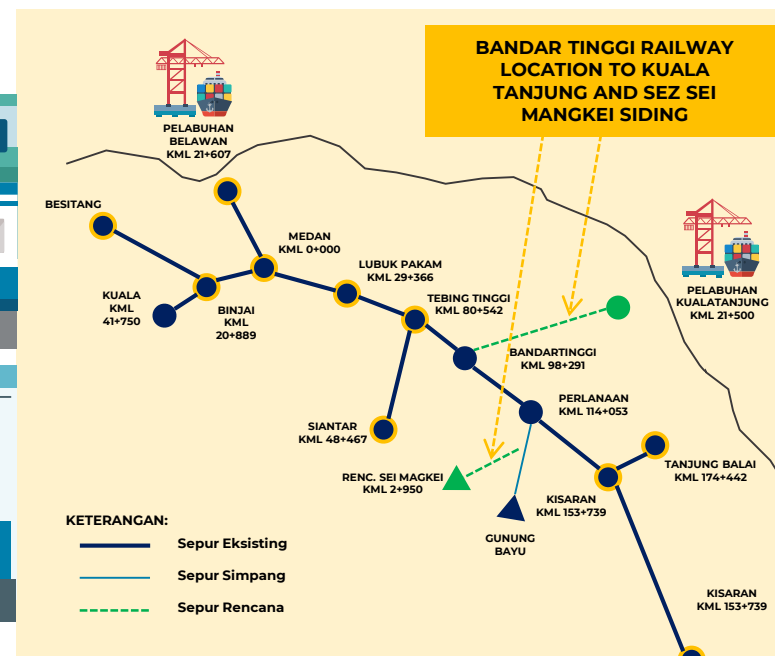 BANDAR TINGGI RAILWAY
LOCATION TO KUALA
TANJUNG AND SEZ SEI
MANGKEI SIDING
PELABUHAN
BELAWAN
KML 21+607
BESITANG
MEDAN
KML 0+000
LUBUK PAKAM
KML 29+366
TEBING TINGGI
KML 80+542
PELABUHAN
KUALATANJUNG
KML 21+500
KUALA
KML
41+750
BINJAI
KML
20+889
BANDARTINGGI
KML 98+291
PERLANAAN
KML 114+053
SIANTAR
KML 48+467
RENC. SEI MAGKEI
KML 2+950
TANJUNG BALAI
KML 174+442
KISARAN
KML 153+739
GUNUNG
BAYU
KETERANGAN:
Sepur Eksisting
Sepur Simpang
Sepur Rencana
KISARAN
KML 153+739